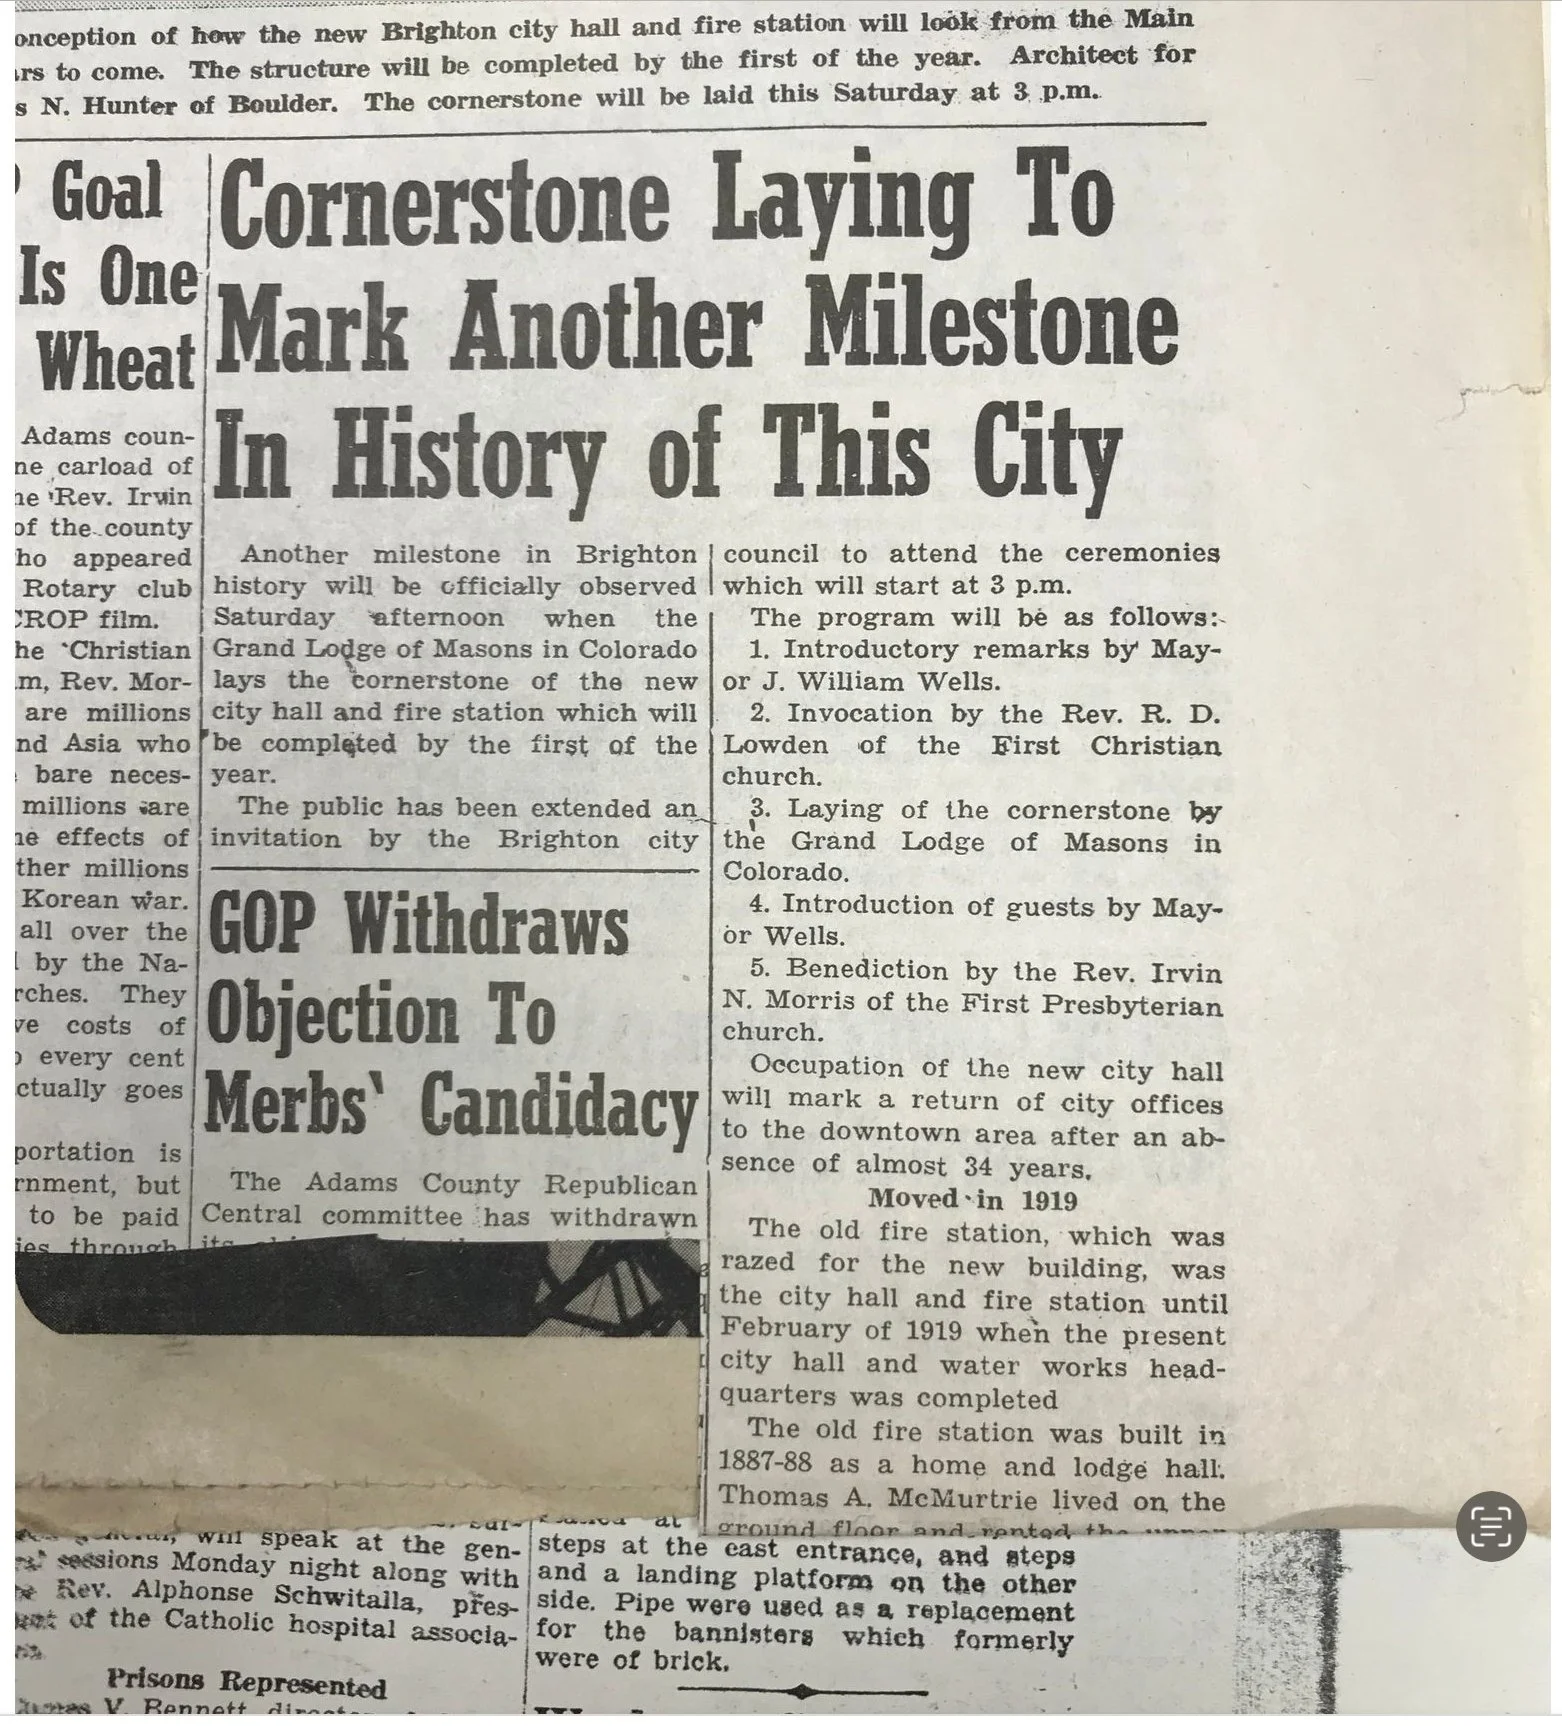 onception of how the new Brighton city hall and fire station will look from the Main
rs to come. The structure will be completed by the first of the year. Architect for
s N. Hunter of Boulder. The cornerstone will be laid this Saturday at 3 p.m.
Goal
Is One
Wheat
Adams coun-
ne carload of
he Rev. Irwin
of the county
ho appeared
Rotary club
CROP film.
he Christian
m, Rev. Mor-
are millions
nd Asia who
bare neces-
millions are
he effects of
ther millions
Korean war.
all over the
by the Na-
rches. They
ve costs of
every cent
ctually goes
portation is
rnment, but
to be paid
ies through
Cornerstone Laying To
Mark Another Milestone
In History of This City
Another milestone in Brighton
history will be officially observed
Saturday afternoon when the
Grand Lodge of Masons in Colorado
lays the cornerstone of the new
city hall and fire station which will
be completed by the first of the
year.
The public has been extended an
invitation by the Brighton city
council to attend the ceremonies
which will start at 3 p.m.
The program will be as follows:
1. Introductory remarks by May-
or J. William Wells.
2. Invocation by the Rev. R. D.
Lowden of the First Christian
church.
3. Laying of the cornerstone by
the Grand Lodge of Masons in
Colorado.
4. Introduction of guests by May-
or Wells.
5. Benediction by the Rev. Irvin
N. Morris of the First Presbyterian
church.
Occupation of the new city hall
will mark a return of city offices
to the downtown area after an ab-
sence of almost 34 years.
Moved in 1919
The old fire station, which was
razed for the new building, was
the city hall and fire station until
February of 1919 when the present
city hall and water works head-
quarters was completed
The old fire station was built in
1887-88 as a home and lodge hall.
Thomas A. McMurtrie lived on the
ground floor and rented the upper
GOP Withdraws
Objection To
Merbs' Candidacy
The Adams County Republican
Central committee has withdrawn
its
will speak at the gen-
sessions Monday night along with
Rev. Alphonse Schwitalla, pres-
of the Catholic hospital associa-
Prisons Represented
V. Bennett
at
steps at the east entrance, and steps
and a landing platform on the other
side. Pipe were used as a replacement
for the bannisters which formerly
were of brick.